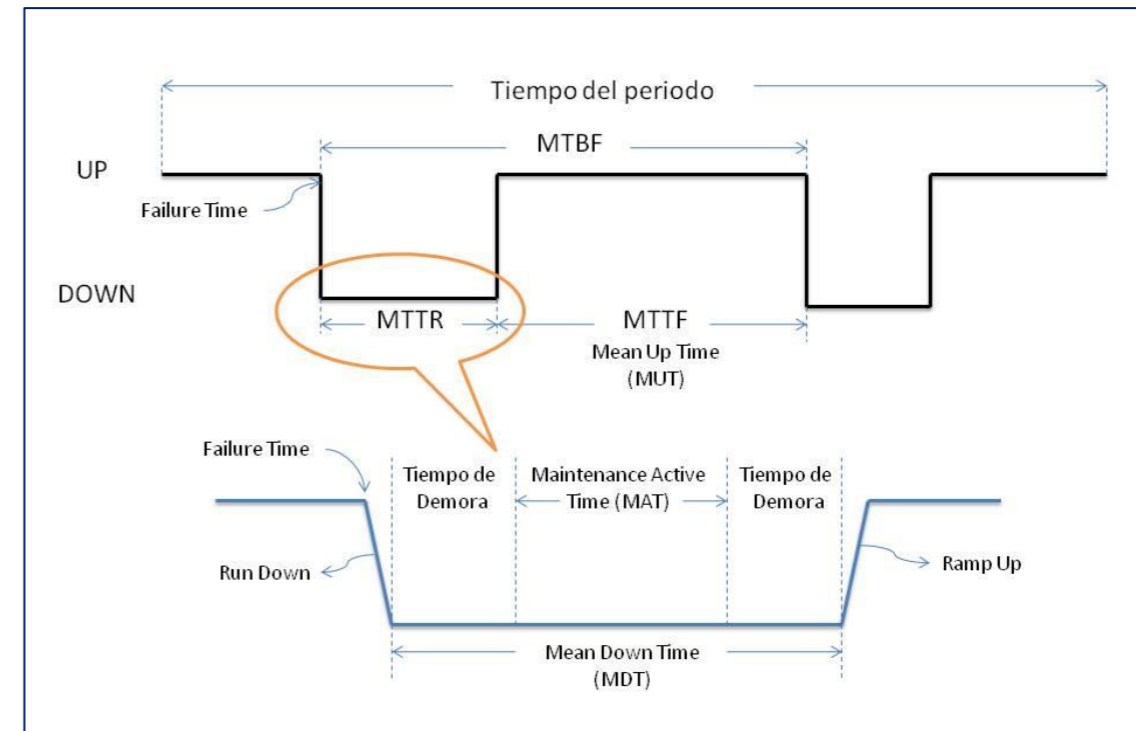 Tiempo del periodo
MTBF
UP
Failure Time
DOWN
MTTR
MTTF
Mean Up Time
(MUT)
Failure Time
Tiempo de
Demora
Maintenance Active
Time (MAT)
Tiempo de
Demora
Run Down
Ramp Up
Mean Down Time
(MDT)